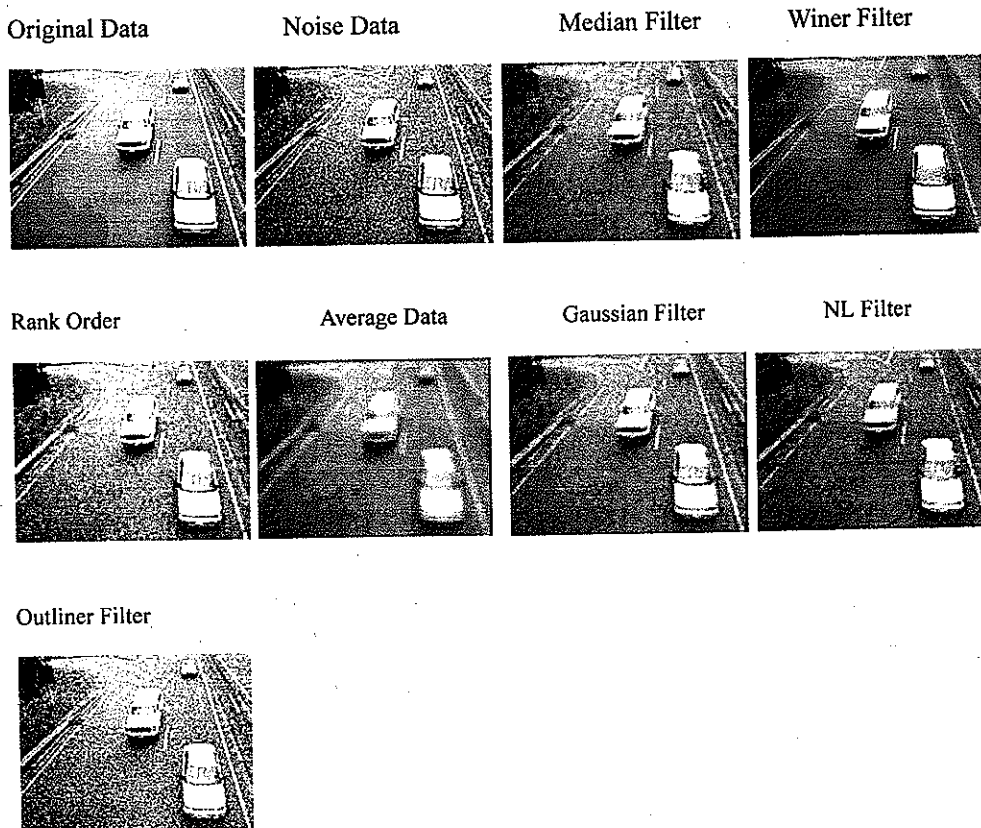 Original Data
Noise Data
Median Filter
Winer Filter
Rank Order
Average Data
Gaussian Filter
NL Filter
Outliner Filter